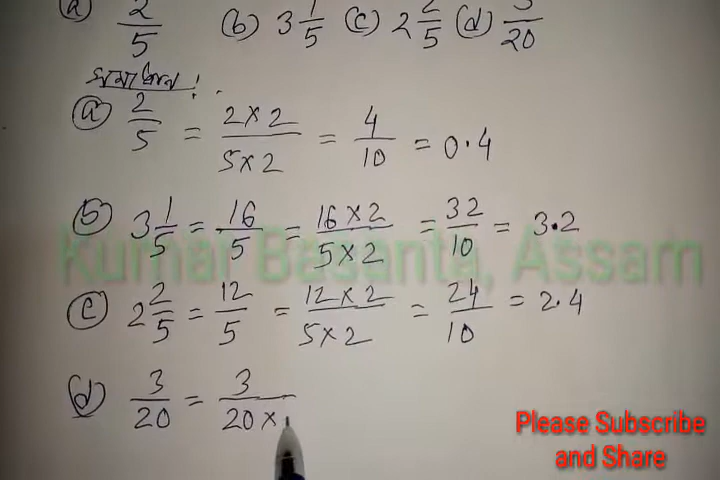 (a) 2/5 (b) 3 1/5 (c) 2 2/5 (d) 3/20
সমাধান :
(a) 2/5 = 2×2/5×2 = 4/10 = 0.4
(b) 3 1/5 = 16/5 = 16×2/5×2 = 32/10 = 3.2
Kumar Basanta, Assam
(c) 2 2/5 = 12/5 = 12×2/5×2 = 24/10 = 2.4
(d) 3/20 = 3/20×
Please Subscribe
and Share